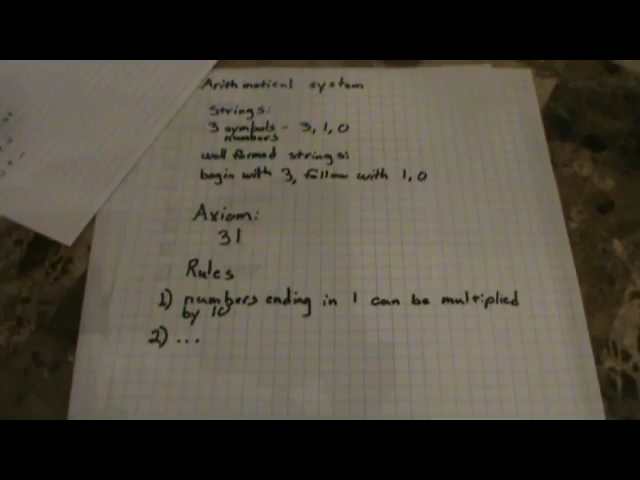 Arithmetical system
Strings:
3 symbols - 3, 1, 0
numbers
well formed strings:
begin with 3, follow with 1, 0
Axiom:
31
Rules
1) numbers ending in 1 can be multiplied
by 10
2) ...